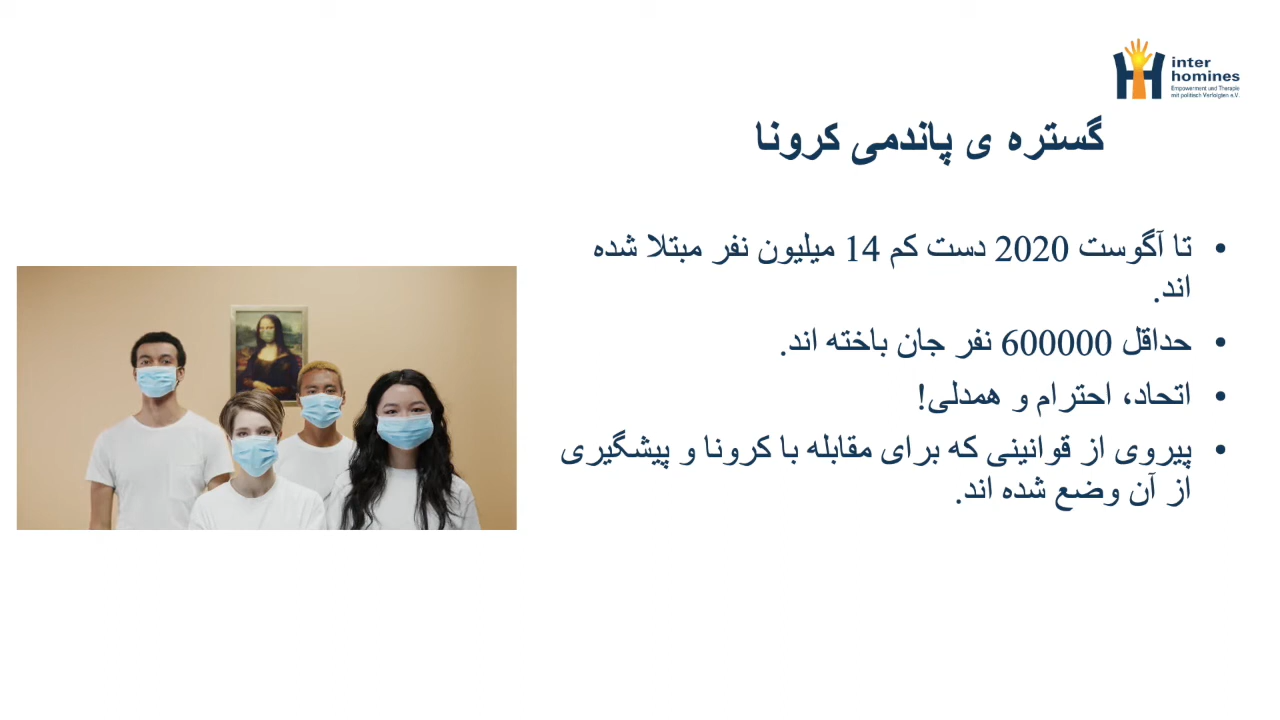 inter
homines
Empowerment und Therapie
mit politisch Verfolgten e.V.
گستره ی پاندمی کرونا
• تا آگوست 2020 دست کم 14 میلیون نفر مبتلا شده
اند.
• حداقل 600000 نفر جان باخته اند.
• اتحاد، احترام و همدلی!
• پیروی از قوانینی که برای مقابله با کرونا و پیشگیری
از آن وضع شده اند.